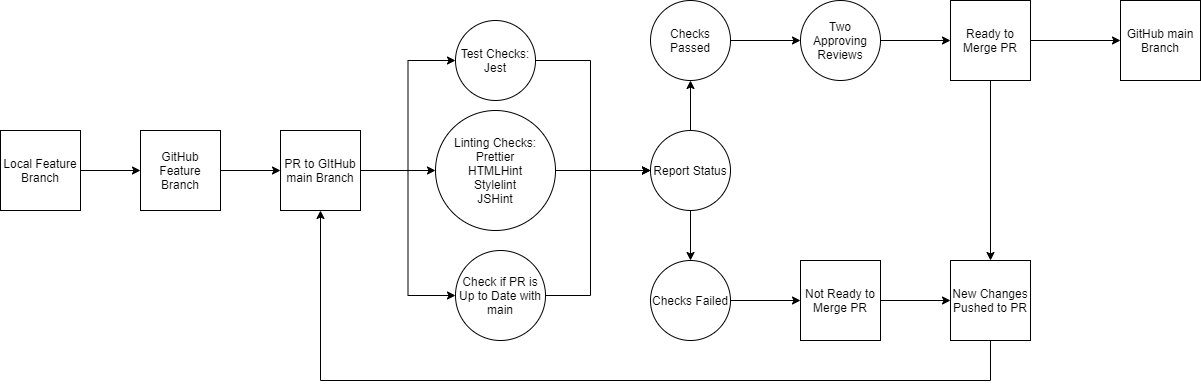 Local Feature
Branch
GitHub
Feature
Branch
PR to GItHub
main Branch
Test Checks:
Jest
Linting Checks:
Prettier
HTMLHint
Stylelint
JSHint
Check if PR is
Up to Date with
main
Report Status
Checks
Passed
Two
Approving
Reviews
Ready to
Merge PR
GitHub main
Branch
Checks Failed
Not Ready to
Merge PR
New Changes
Pushed to PR